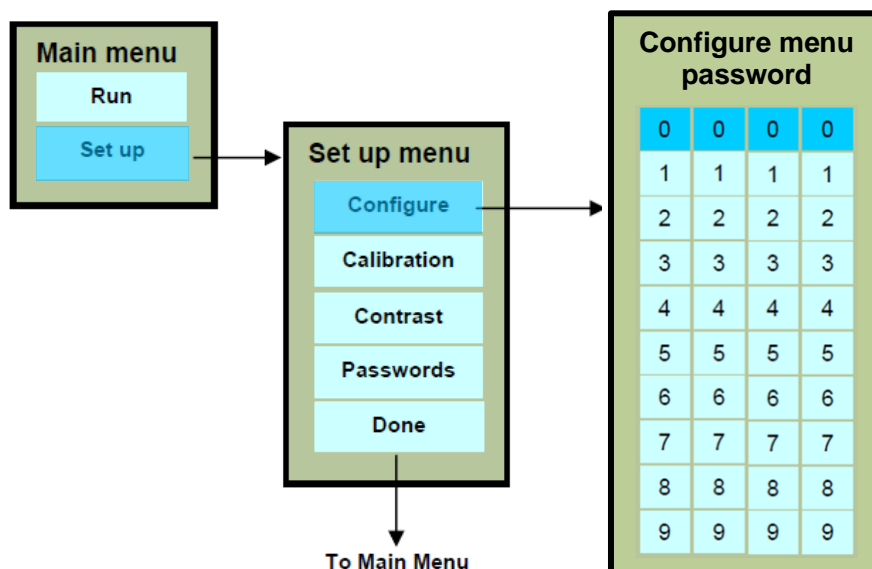 Main menu
Run
Set up
Set up menu
Configure
Calibration
Contrast
Passwords
Done
To Main Menu
Configure menu
password
0 0 0 0
1 1 1 1
2 2 2 2
3 3 3 3
4 4 4 4
5 5 5 5
6 6 6 6
7 7 7 7
8 8 8 8
9 9 9 9